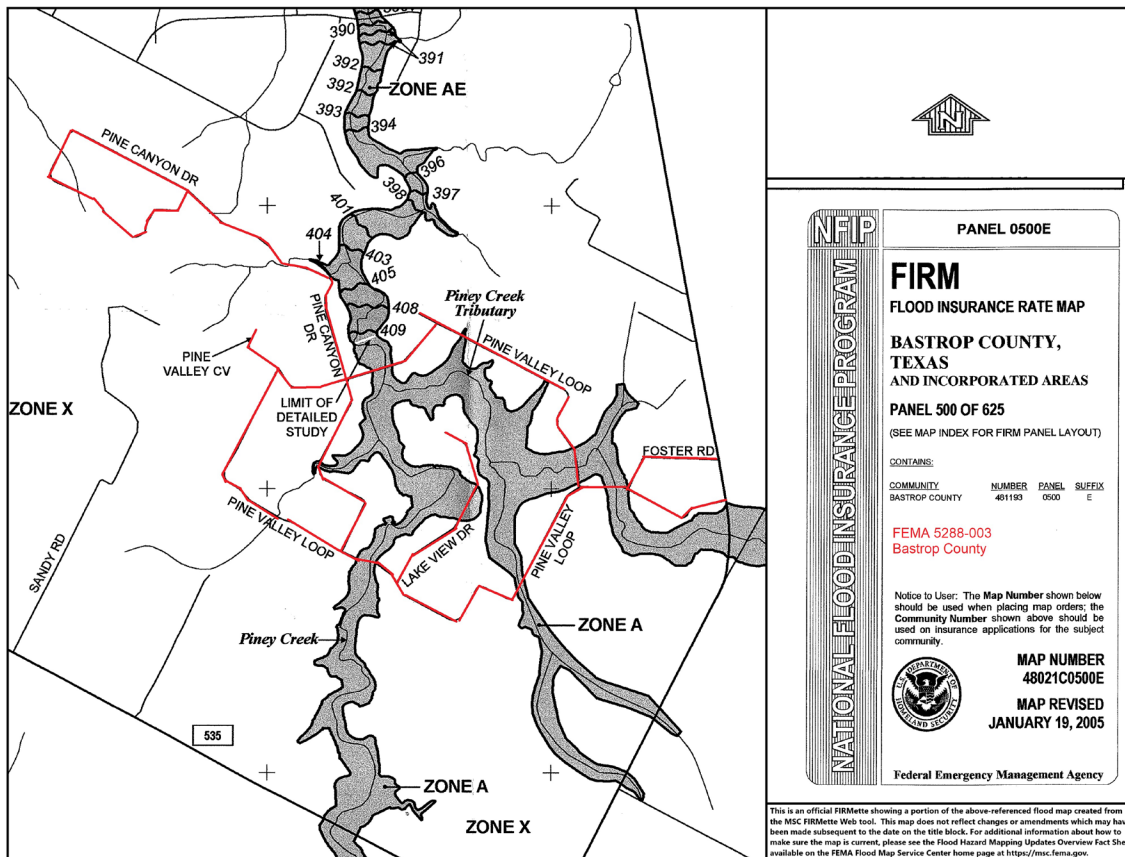 390
391
392
ZONE AE
392
393
394
396
398
397
401
404
403
405
408
409
PINE CANYON DR
PINE CANYON
DR
Piney Creek
Tributary
PINE VALLEY LOOP
PINE
VALLEY CV
LIMIT OF
DETAILED
STUDY
ZONE X
FOSTER RD
SANDY RD
PINE VALLEY LOOP
LAKE VIEW DR
PINE VALLEY
LOOP
Piney Creek
ZONE A
535
ZONE A
ZONE X
N
NFIP
NATIONAL FLOOD INSURANCE PROGRAM
PANEL 0500E
FIRM
FLOOD INSURANCE RATE MAP
BASTROP COUNTY,
TEXAS
AND INCORPORATED AREAS
PANEL 500 OF 625
(SEE MAP INDEX FOR FIRM PANEL LAYOUT)
CONTAINS:
COMMUNITY NUMBER PANEL SUFFIX
BASTROP COUNTY 481193 0500 E
FEMA 5288-003
Bastrop County
Notice to User: The Map Number shown below
should be used when placing map orders; the
Community Number shown above should be
used on insurance applications for the subject
community.
U.S. DEPARTMENT OF
HOMELAND SECURITY
MAP NUMBER
48021C0500E
MAP REVISED
JANUARY 19, 2005
Federal Emergency Management Agency
This is an official FIRMette showing a portion of the above-referenced flood map created from
the MSC FIRMette Web tool. This map does not reflect changes or amendments which may hav
been made subsequent to the date on the title block. For additional information about how to
make sure the map is current, please see the Flood Hazard Mapping Updates Overview Fact She
available on the FEMA Flood Map Service Center home page at https://msc.fema.gov.